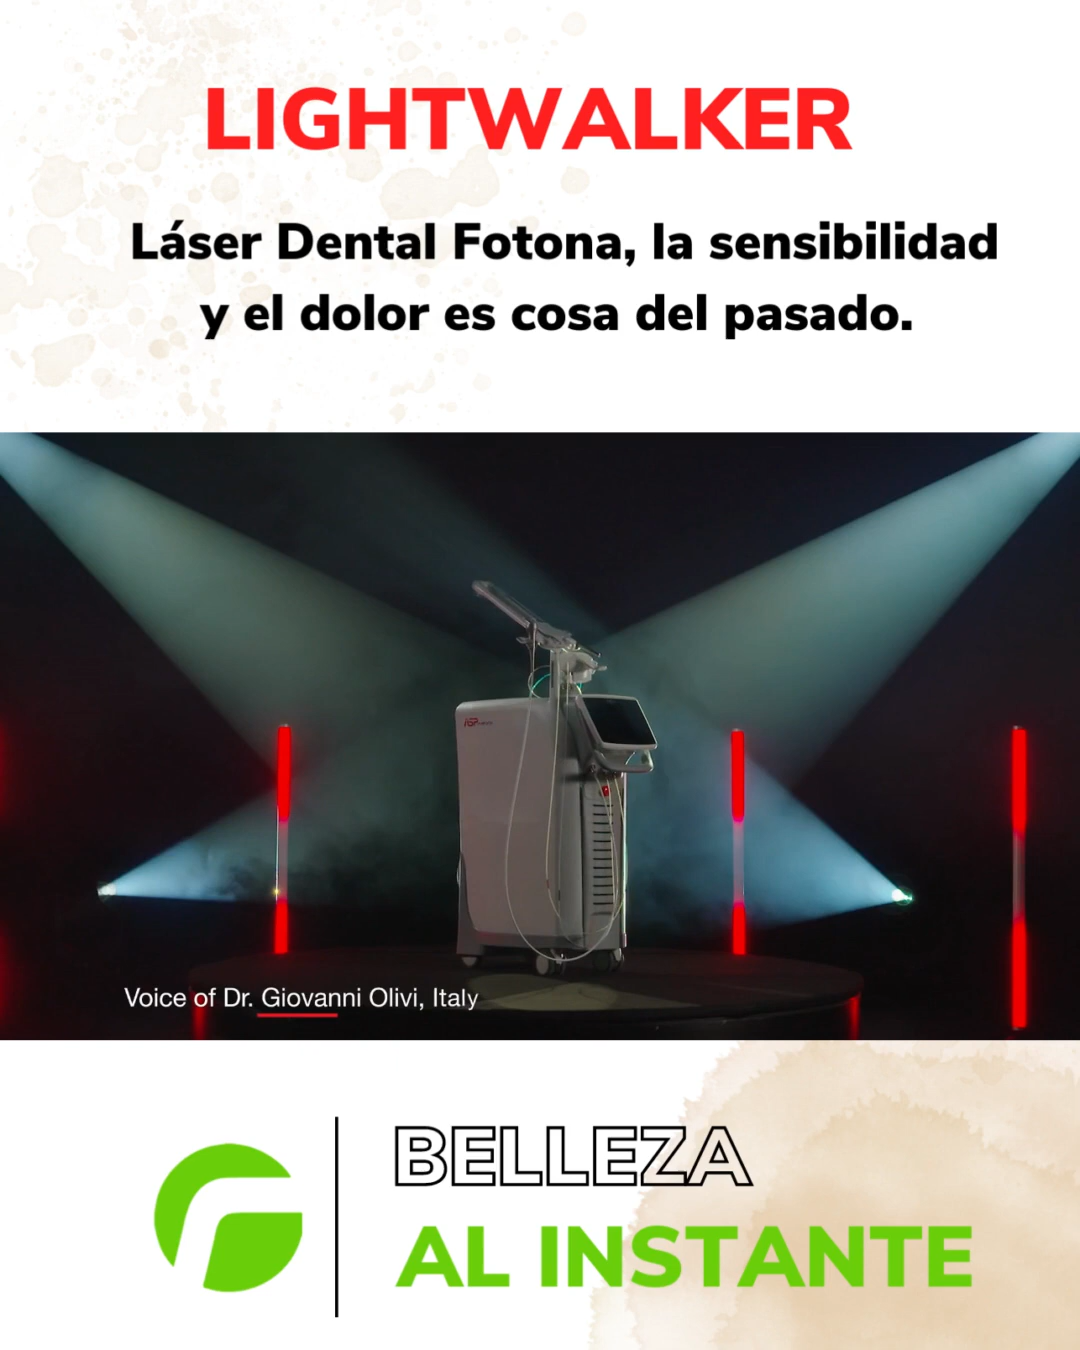 LIGHTWALKER
Láser Dental Fotona, la sensibilidad
y el dolor es cosa del pasado.
Voice of Dr. Giovanni Olivi, Italy
BELLEZA
AL INSTANTE